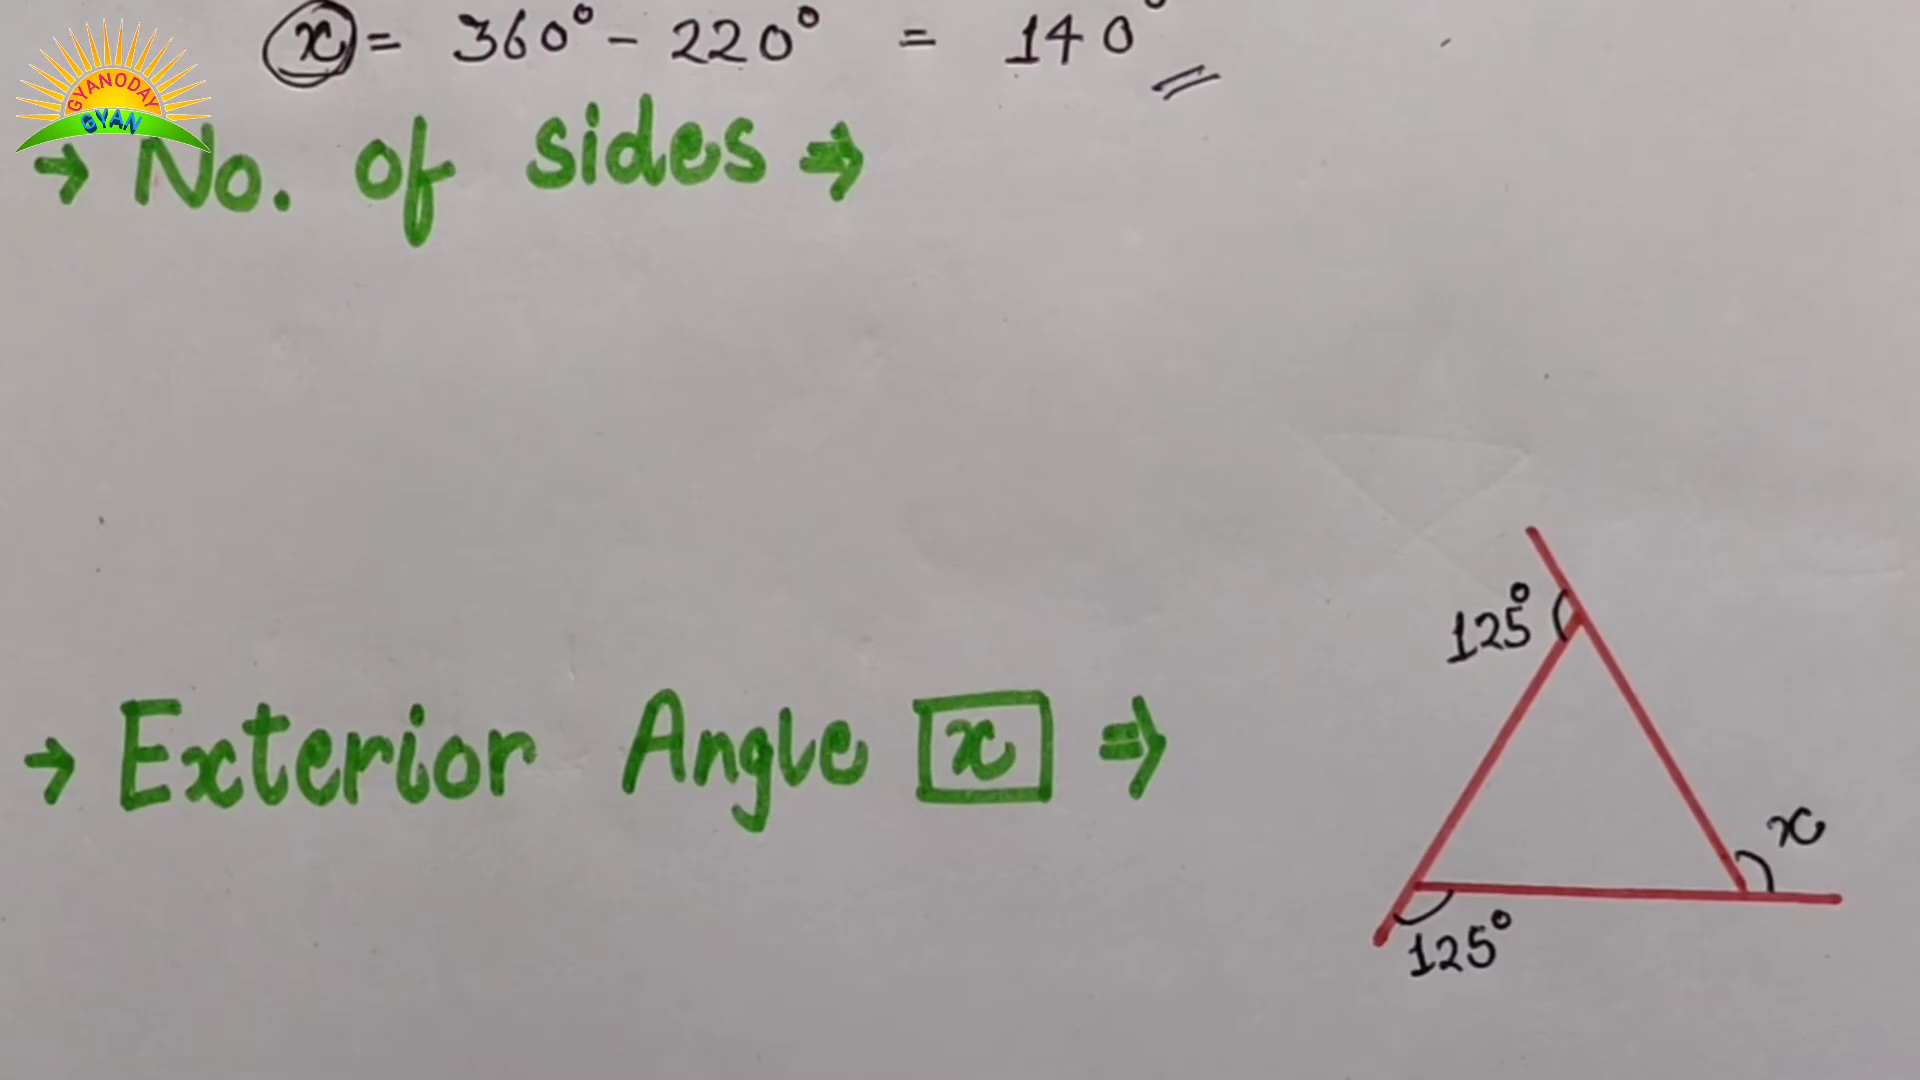 x = 360° - 220° = 140°
GYANODAY
GYAN
→ No. of sides ⇒
125°
→ Exterior Angle x ⇒
x
125°